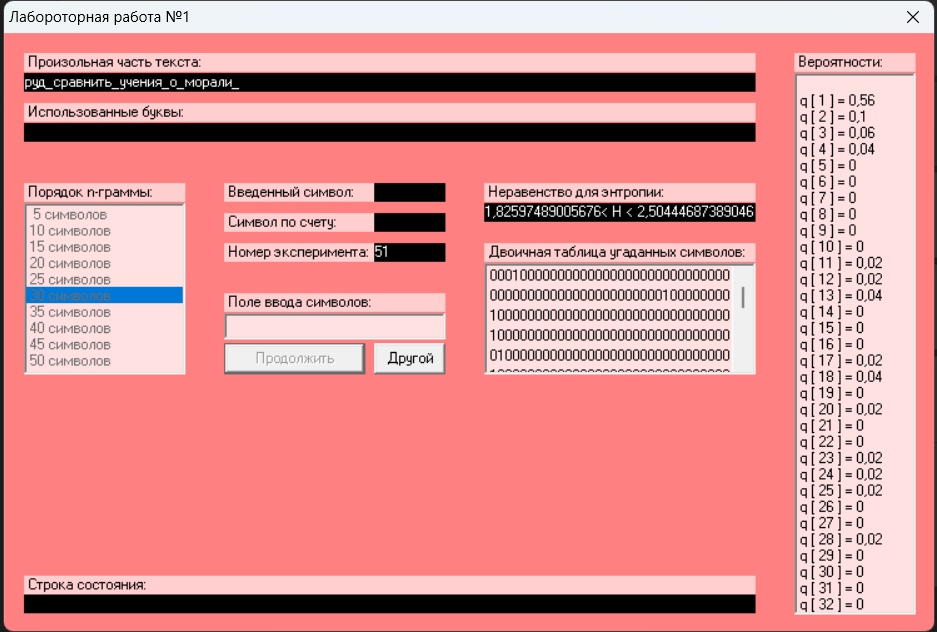 Лабороторная работа №1
Произольная часть текста:
руд_сравнить_учения_о_морали_
Использованные буквы:
Порядок n-граммы:
5 символов
10 символов
15 символов
20 символов
25 символов
30 символов
35 символов
40 символов
45 символов
50 символов
Введенный символ:
Символ по счету:
Номер эксперимента: 51
Поле ввода символов:
Продолжить
Другой
Неравенство для энтропии:
1,82597489005676< H < 2,50444687389046
Двоичная таблица угаданных символов:
00010000000000000000000000000000
00000000000000000000000100000000
10000000000000000000000000000000
10000000000000000000000000000000
01000000000000000000000000000000
Строка состояния:
Вероятности:
q [ 1 ] = 0,56
q [ 2 ] = 0,1
q [ 3 ] = 0,06
q [ 4 ] = 0,04
q [ 5 ] = 0
q [ 6 ] = 0
q [ 7 ] = 0
q [ 8 ] = 0
q [ 9 ] = 0
q [ 10 ] = 0
q [ 11 ] = 0,02
q [ 12 ] = 0,02
q [ 13 ] = 0,04
q [ 14 ] = 0
q [ 15 ] = 0
q [ 16 ] = 0
q [ 17 ] = 0,02
q [ 18 ] = 0,04
q [ 19 ] = 0
q [ 20 ] = 0,02
q [ 21 ] = 0
q [ 22 ] = 0
q [ 23 ] = 0,02
q [ 24 ] = 0,02
q [ 25 ] = 0,02
q [ 26 ] = 0
q [ 27 ] = 0
q [ 28 ] = 0,02
q [ 29 ] = 0
q [ 30 ] = 0
q [ 31 ] = 0
q [ 32 ] = 0